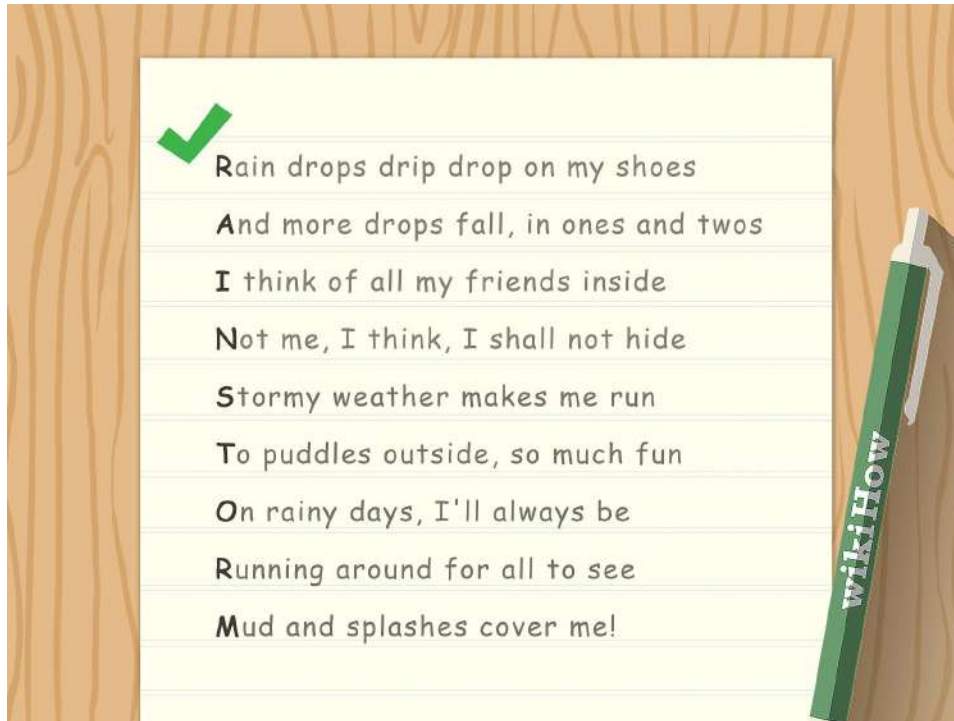 Rain drops drip drop on my shoes
And more drops fall, in ones and twos
I think of all my friends inside
Not me, I think, I shall not hide
Stormy weather makes me run
To puddles outside, so much fun
On rainy days, I'll always be
Running around for all to see
Mud and splashes cover me!
wikiHow